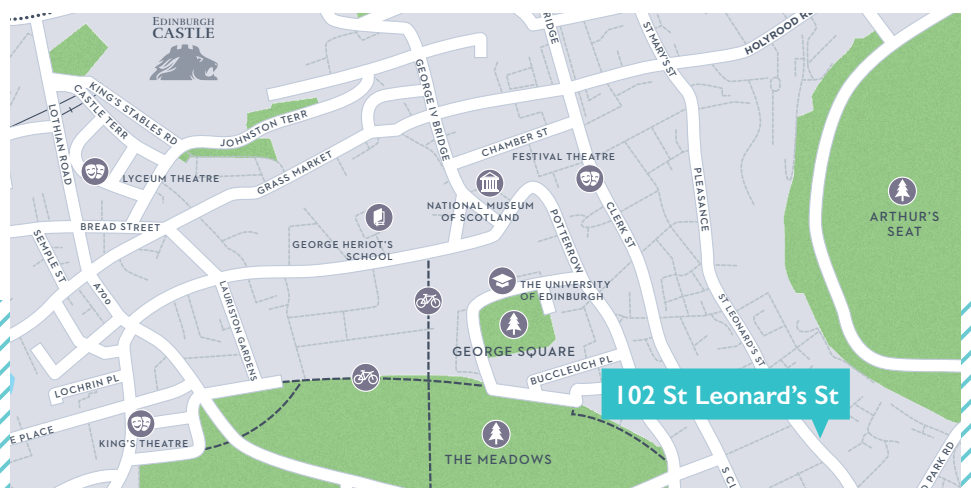 EDINBURGH
CASTLE
RIDGE
ST MARY'S ST
HOLYROOD R
KING'S STABLES RD
CASTLE TERR
LOTHIAN ROAD
JOHNSTON TERR
GEORGE IV BRIDGE
CHAMBER ST
FESTIVAL THEATRE
LYCEUM THEATRE
GRASS MARKET
NATIONAL MUSEUM
OF SCOTLAND
PLEASANCE
ARTHUR'S
SEAT
BREAD STREET
GEORGE HERIOT'S
SCHOOL
POTTERROW
CLERK ST
SEMPLE ST
A700
LAURISTON GARDENS
THE UNIVERSITY
OF EDINBURGH
ST LEONARD'S ST
GEORGE SQUARE
BUCCLEUCH PL
LOCHRIN PL
102 St Leonard's St
E PLACE
KING'S THEATRE
THE MEADOWS
S CL
D PARK RD